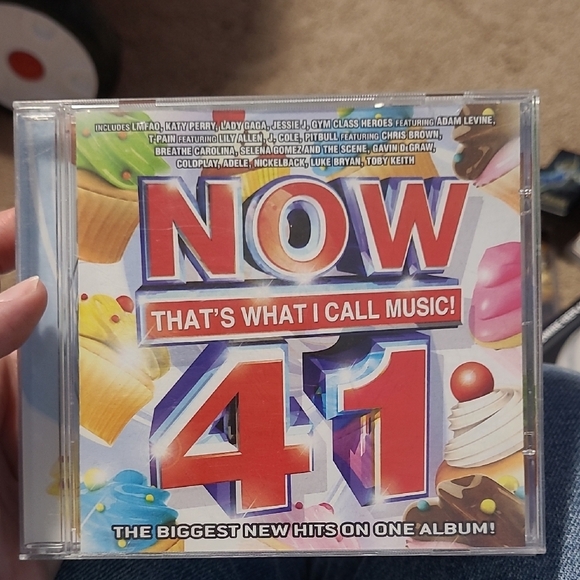 INCLUDES LMFAO, KATY PERRY, LADY GAGA, JESSIE J, GYM CLASS HEROES FEATURING ADAM LEVINE,
T-PAIN FEATURING LILY ALLEN, J. COLE, PITBULL FEATURING CHRIS BROWN,
BREATHE CAROLINA, SELENA GOMEZ AND THE SCENE, GAVIN DeGRAW,
COLDPLAY, ADELE, NICKELBACK, LUKE BRYAN, TOBY KEITH
NOW
THAT'S WHAT I CALL MUSIC!
41
THE BIGGEST NEW HITS ON ONE ALBUM!